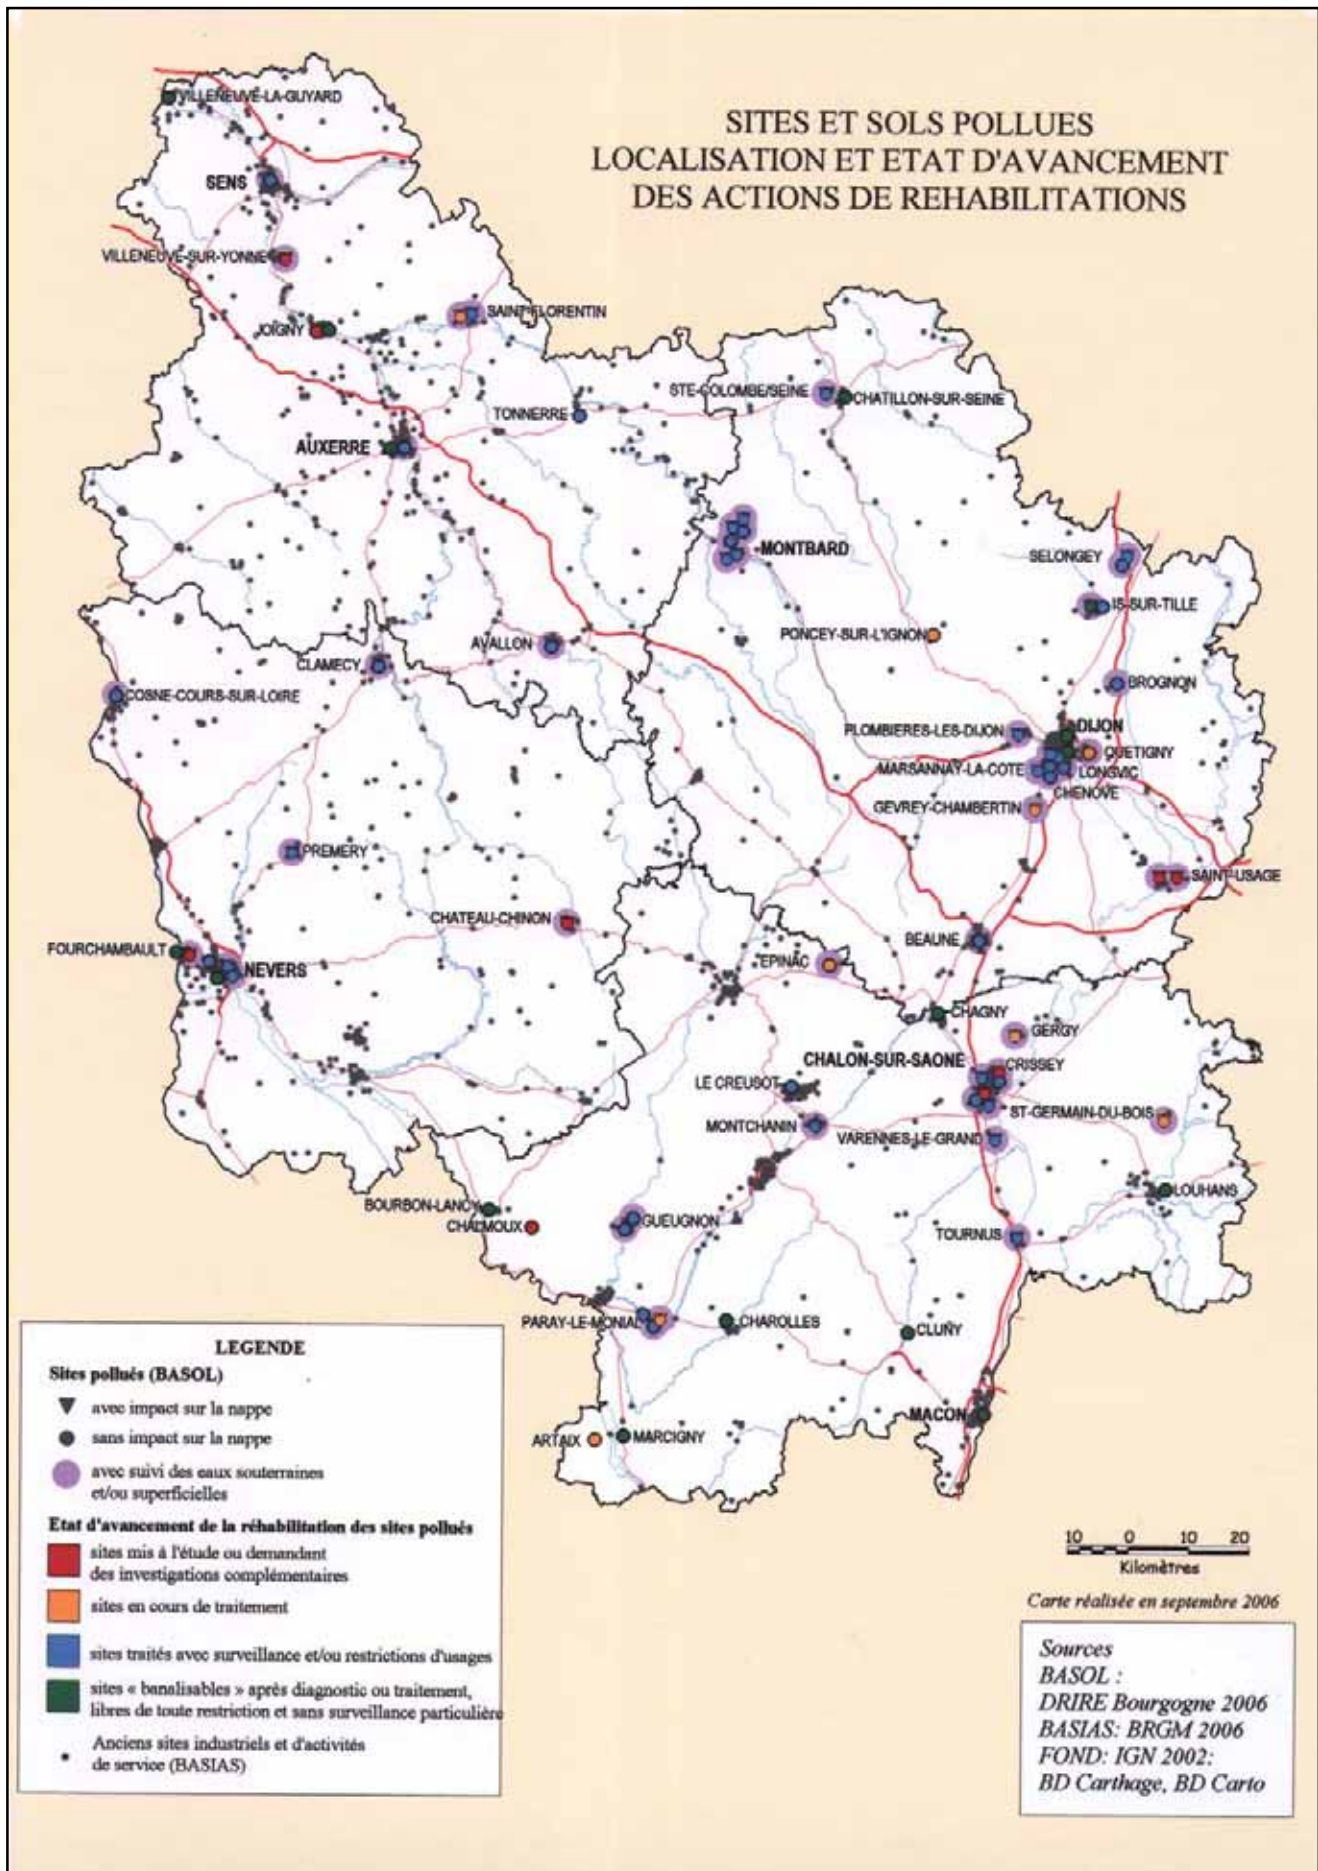 SITES ET SOLS POLLUES
LOCALISATION ET ETAT D'AVANCEMENT
DES ACTIONS DE REHABILITATIONS
VILLENEUVE-LA-GUYARD
SENS
VILLENEUVE-SUR-YONNE
JOIGNY
SAINT-FLORENTIN
TONNERRE
AUXERRE
STE-COLOMBE/SEINE
CHATILLON-SUR-SEINE
MONTBARD
SELONGEY
IS-SUR-TILLE
PONCEY-SUR-L'IGNON
AVALLON
CLAMECY
COSNE-COURS-SUR-LOIRE
BROGNON
PLOMBIERES-LES-DIJON
DIJON
QUETIGNY
MARSANNAY-LA-COTE
LONGVIC
CHENOVE
GEVREY-CHAMBERTIN
PREMERY
SAINT-USAGE
CHATEAU-CHINON
BEAUNE
FOURCHAMBAULT
NEVERS
EPINAC
CHAGNY
GERGY
CHALON-SUR-SAONE
CRISSEY
LE CREUSOT
ST-GERMAIN-DU-BOIS
MONTCHANIN
VARENNES-LE-GRAND
LOUHANS
BOURBON-LANCY
CHALMOUX
GUEUGNON
TOURNUS
PARAY-LE-MONIAL
CHAROLLES
CLUNY
MACON
ARTAIX
MARCIGNY
LEGENDE
Sites pollués (BASOL)
avec impact sur la nappe
sans impact sur la nappe
avec suivi des eaux souterraines
et/ou superficielles
Etat d'avancement de la réhabilitation des sites pollués
sites mis à l'étude ou demandant
des investigations complémentaires
sites en cours de traitement
sites traités avec surveillance et/ou restrictions d'usages
sites « banalisables » après diagnostic ou traitement,
libres de toute restriction et sans surveillance particulière
Anciens sites industriels et d'activités
de service (BASIAS)
10 0 10 20
Kilomètres
Carte réalisée en septembre 2006
Sources
BASOL :
DRIRE Bourgogne 2006
BASIAS: BRGM 2006
FOND: IGN 2002:
BD Carthage, BD Carto